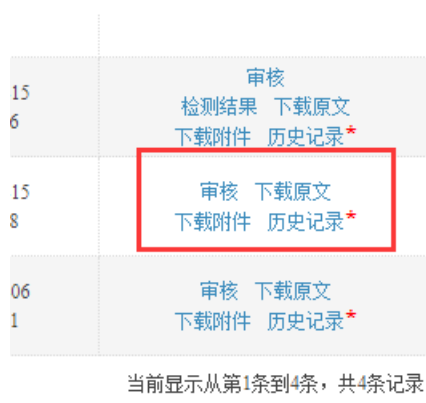 审核
15 检测结果 下载原文
6 下载附件 历史记录*
15 审核 下载原文
8 下载附件 历史记录*
06 审核 下载原文
1 下载附件 历史记录*
当前显示从第1条到4条，共4条记录